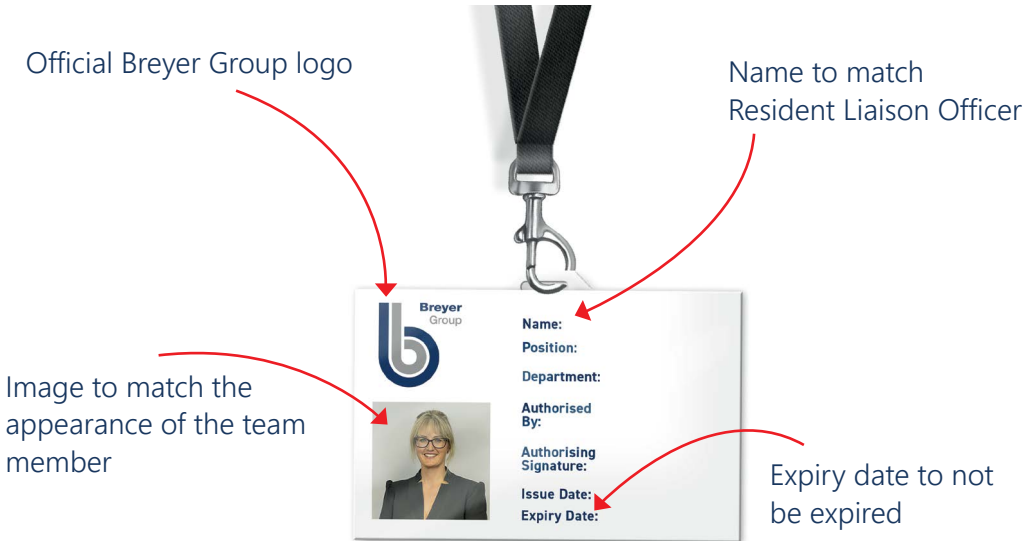 Official Breyer Group logo
Name to match
Resident Liaison Officer
Breyer
Group
Name:
Position:
Department:
Authorised
By:
Authorising
Signature:
Issue Date:
Expiry Date:
Image to match the
appearance of the team
member
Expiry date to not
be expired